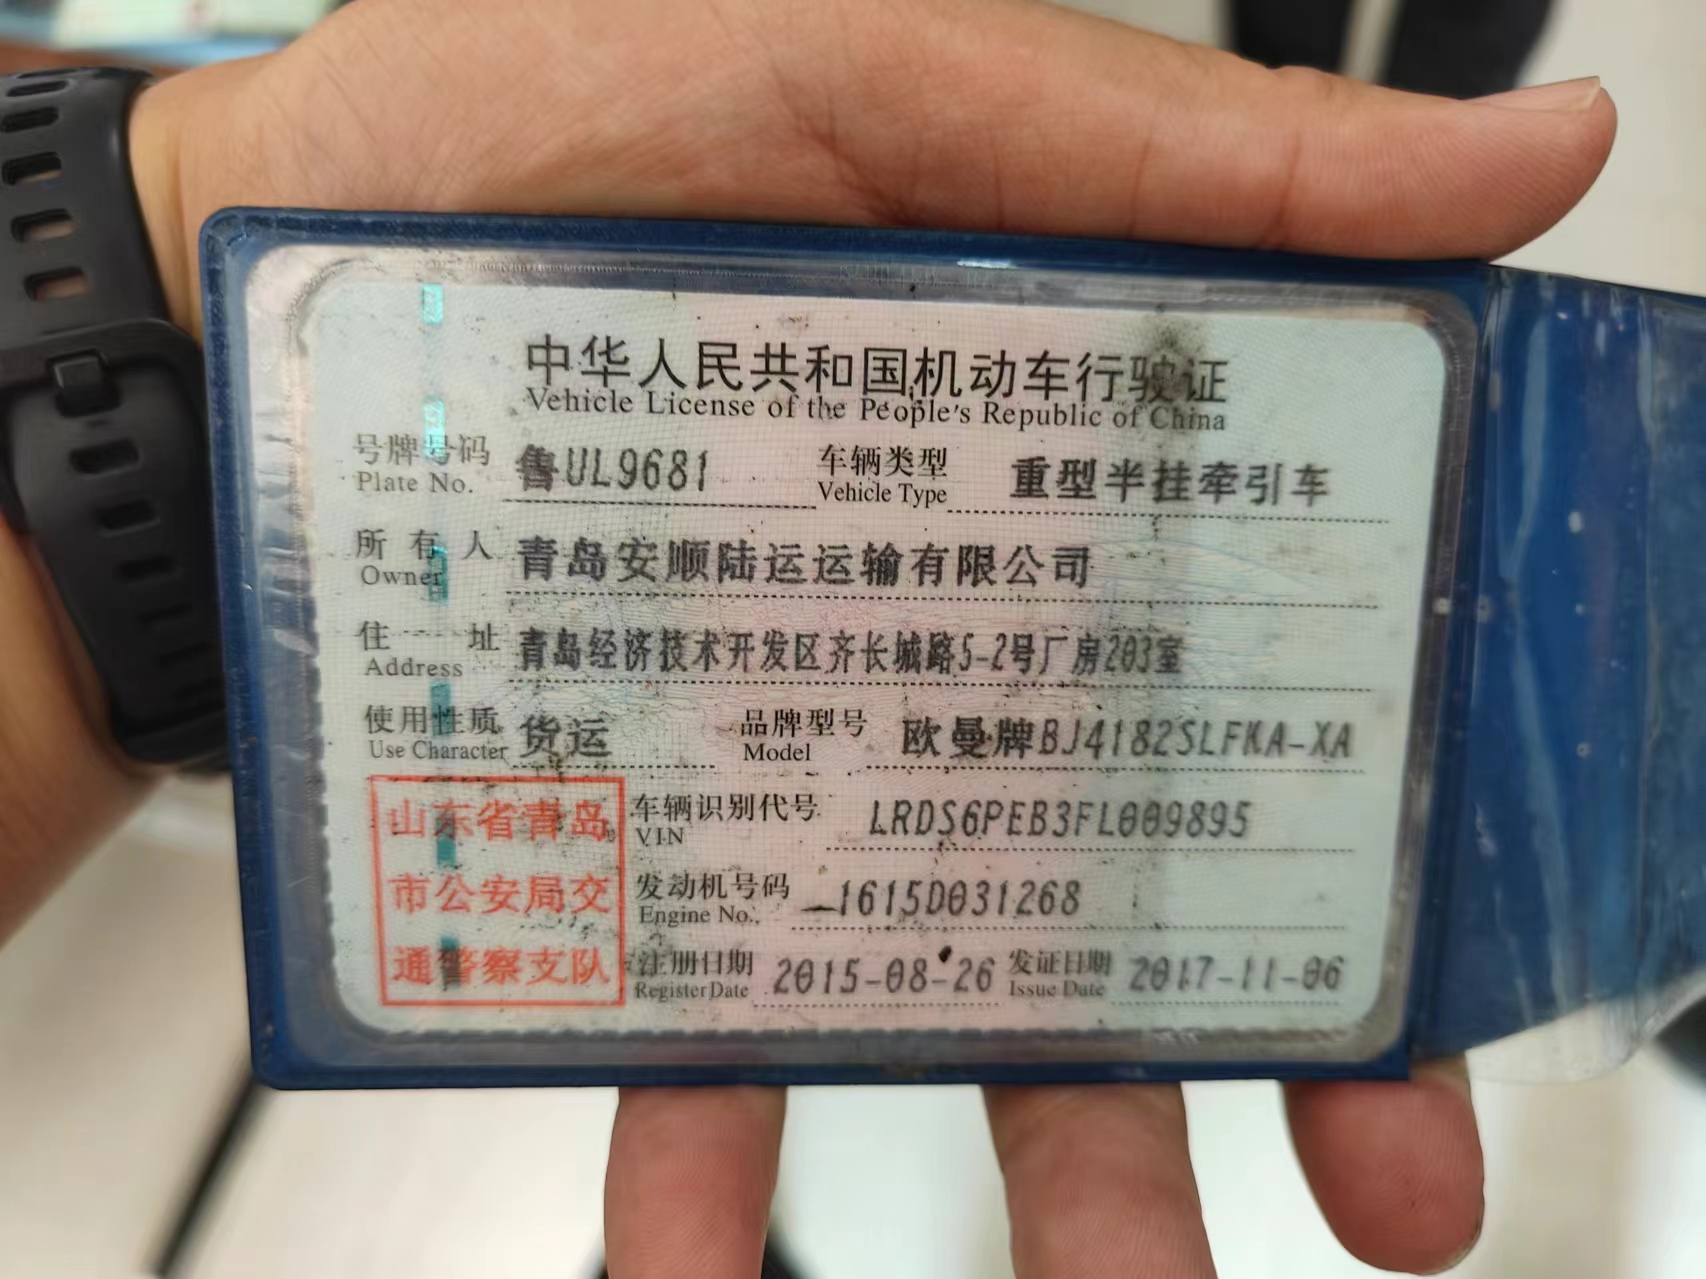 中华人民共和国机动车行驶证
Vehicle License of the People's Republic of China
号牌号码 鲁UL9681 车辆类型 重型半挂牵引车
Plate No. Vehicle Type
所有人 青岛安顺陆运运输有限公司
Owner
住址 青岛经济技术开发区齐长城路5-2号厂房203室
Address
使用性质 货运 品牌型号 欧曼牌BJ4182SLFKA-XA
Use Character Model
山东省青岛
市公安局交
通警察支队
车辆识别代号 LRDS6PEB3FL009895
VIN
发动机号码 1615D031268
Engine No.
注册日期 2015-08-26 发证日期 2017-11-06
Register Date Issue Date